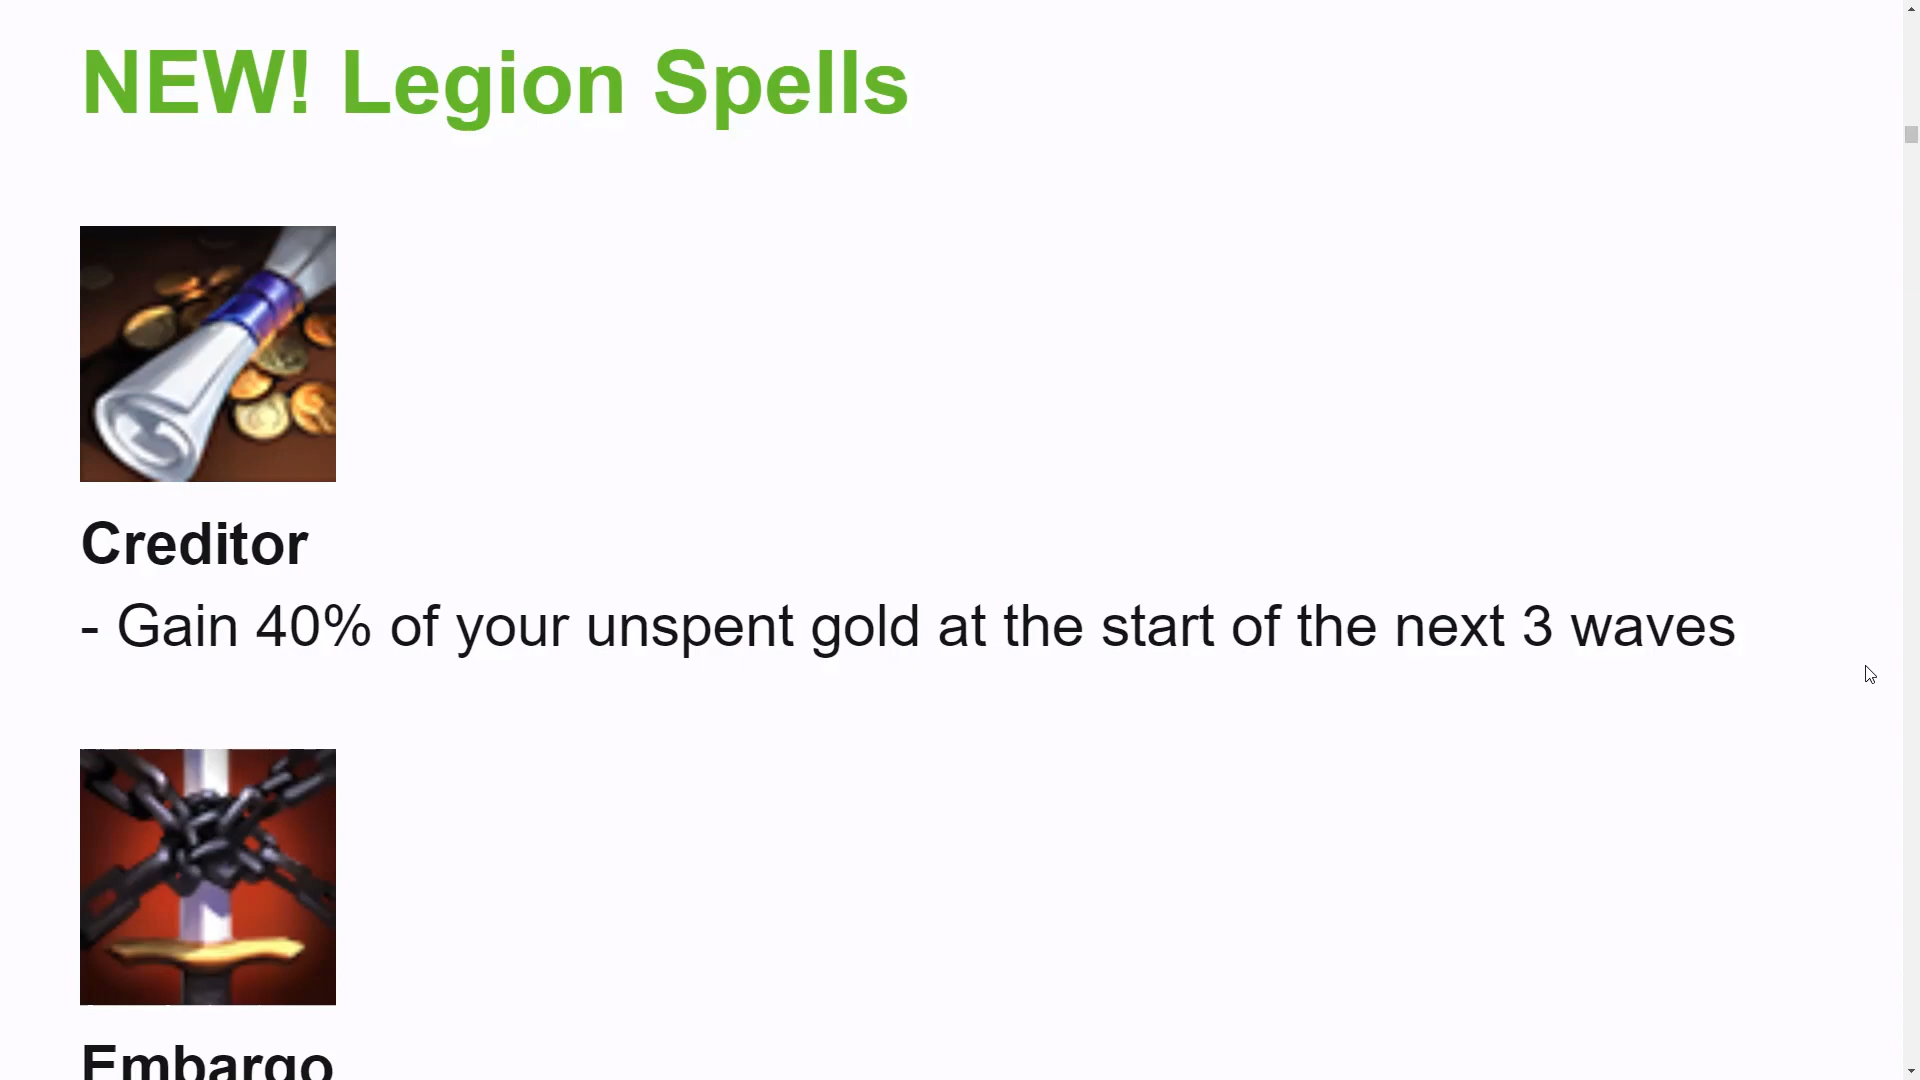 NEW! Legion Spells
Creditor
- Gain 40% of your unspent gold at the start of the next 3 waves
Embargo